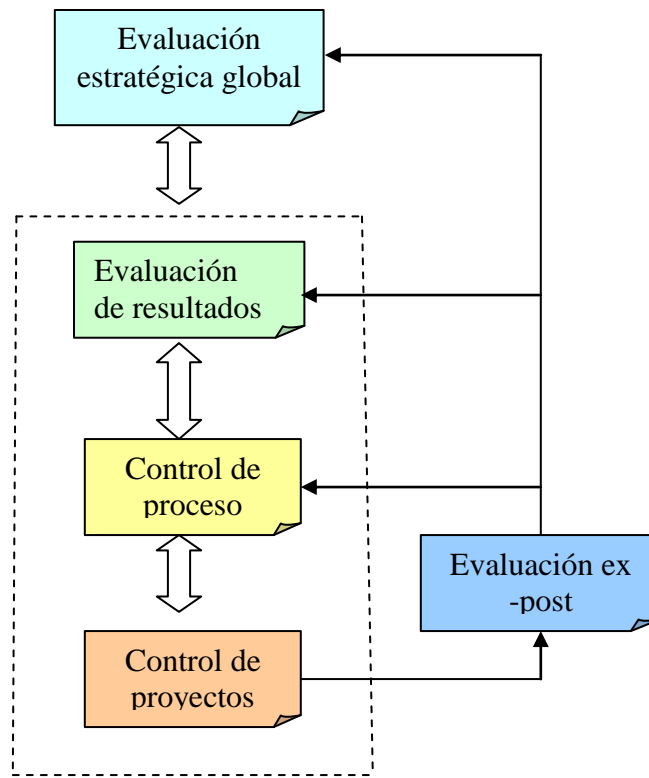 Evaluación
estratégica global
Evaluación
de resultados
Control de
proceso
Evaluación ex
-post
Control de
proyectos